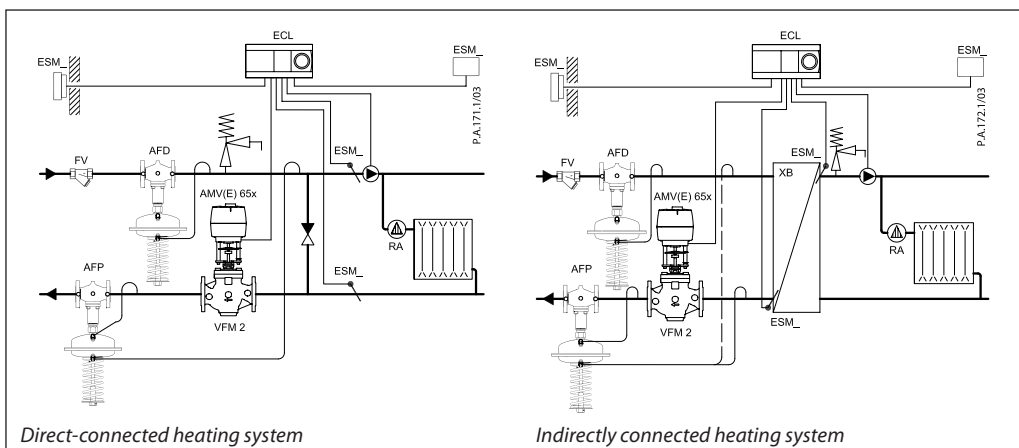 ECL
ESM_
ESM_
P.A.171.1/03
FV
AFD
ESM_
AMV(E) 65x
RA
AFP
ESM_
VFM 2
Direct-connected heating system
ECL
ESM_
ESM_
P.A.172.1/03
ESM_
FV
AFD
XB
AMV(E) 65x
RA
AFP
VFM 2
ESM_
Indirectly connected heating system